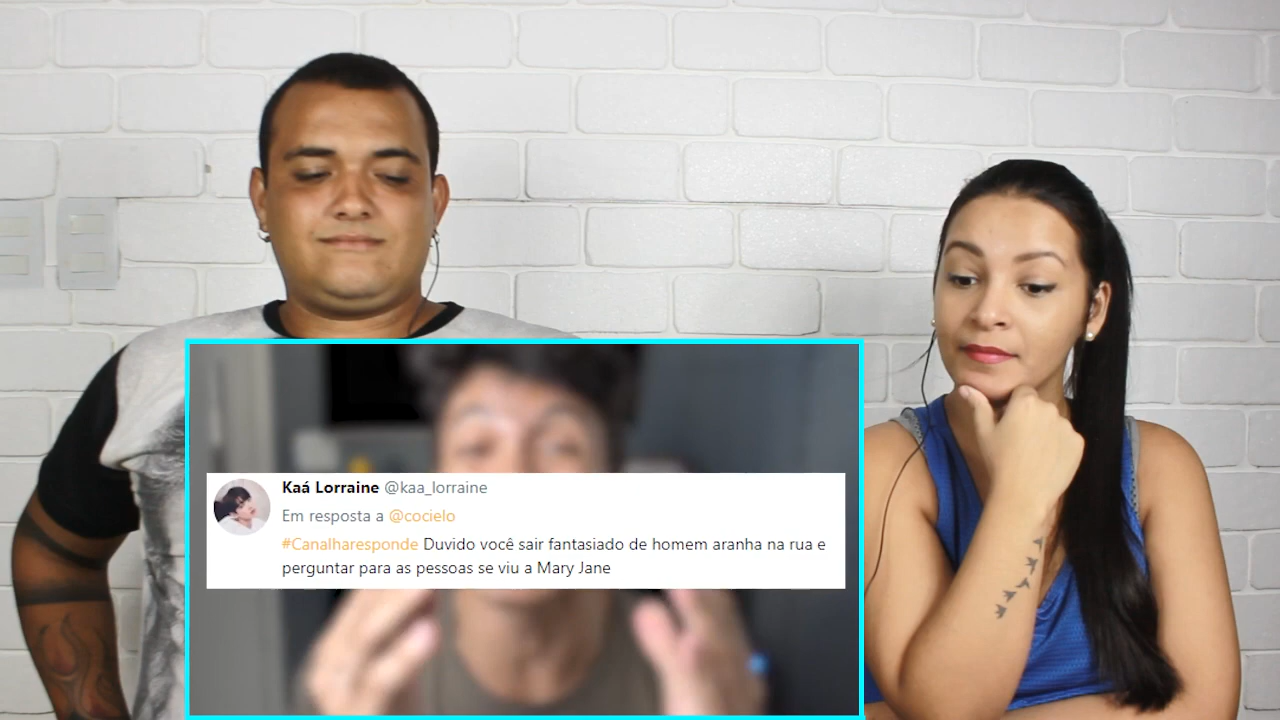 Kaá Lorraine @kaa_lorraine
Em resposta a @cocielo
#Canalharesponde Duvido você sair fantasiado de homem aranha na rua e
perguntar para as pessoas se viu a Mary Jane